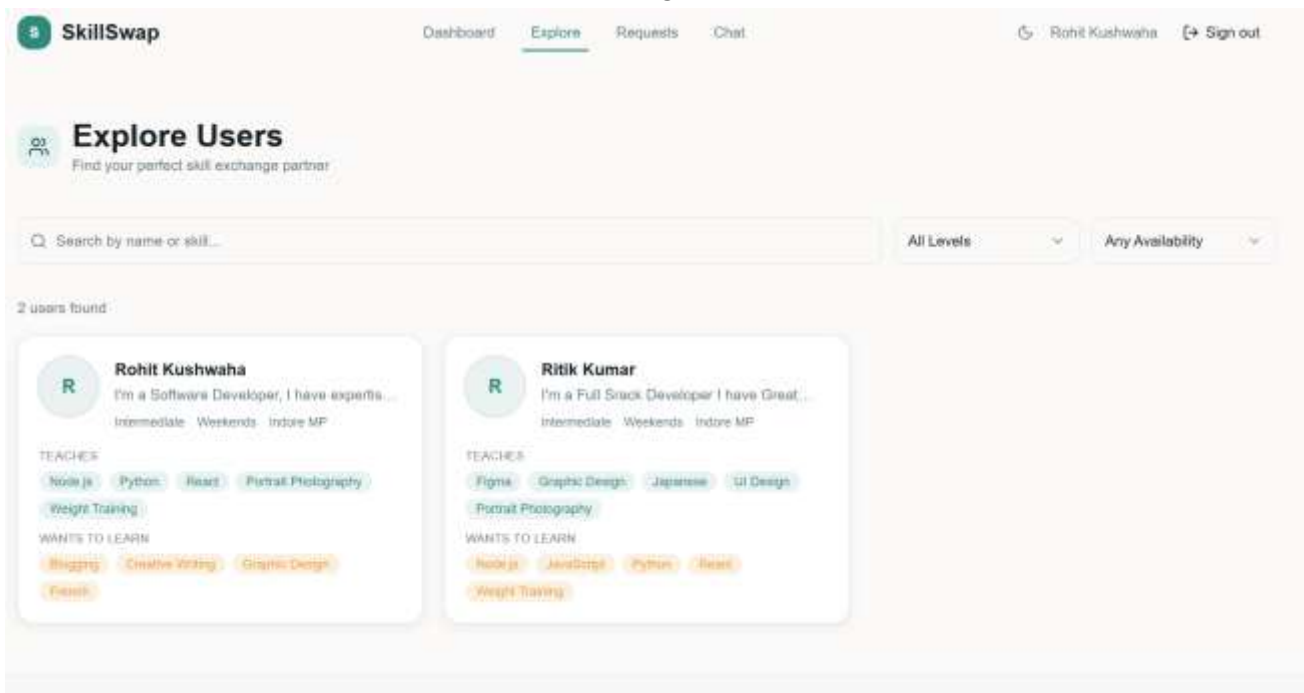 S SkillSwap Dashboard Explore Requests Chat Rohit Kushwaha Sign out
Explore Users
Find your perfect skill exchange partner
Search by name or skill... All Levels Any Availability
2 users found
R
Rohit Kushwaha
I'm a Software Developer, I have expertis...
Intermediate Weekends Indore MP
TEACHES
Node.js Python React Portrait Photography
Weight Training
WANTS TO LEARN
Blogging Creative Writing Graphic Design
French
R
Ritik Kumar
I'm a Full Snack Developer I have Great...
Intermediate Weekends Indore MP
TEACHES
Figma Graphic Design Japanese UI Design
Portrait Photography
WANTS TO LEARN
Node.js JavaScript Python React
Weight Training